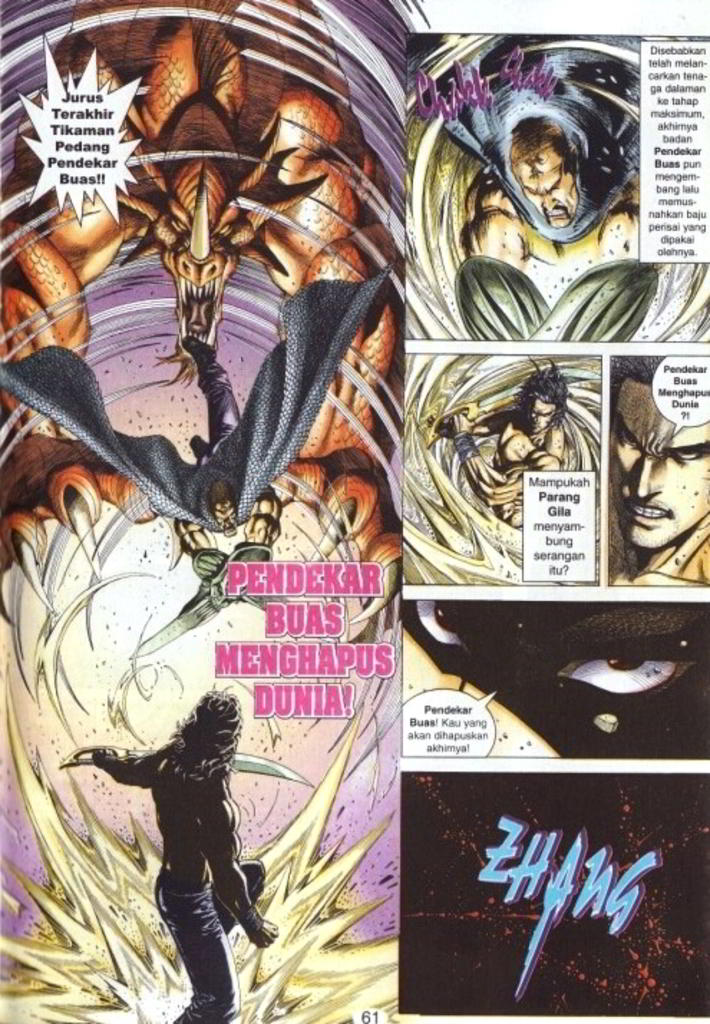 Jurus
Terakhir
Tikaman
Pedang
Pendekar
Buas!!
PENDEKAR
BUAS
MENGHAPUS
DUNIA!
Disebabkan
telah melan-
carkan tena-
ga dalaman
ke tahap
maksimum,
akhirnya
badan
Pendekar
Buas pun
mengem-
bang lalu
memus-
nahkan baju
perisai yang
dipakai
olehnya.
Mampukah
Parang
Gila
menyam-
bung
serangan
itu?
Pendekar
Buas
Menghapus
Dunia
?!
Pendekar
Buas! Kau yang
akan dihapuskan
akhirnya!
ZHANG
61